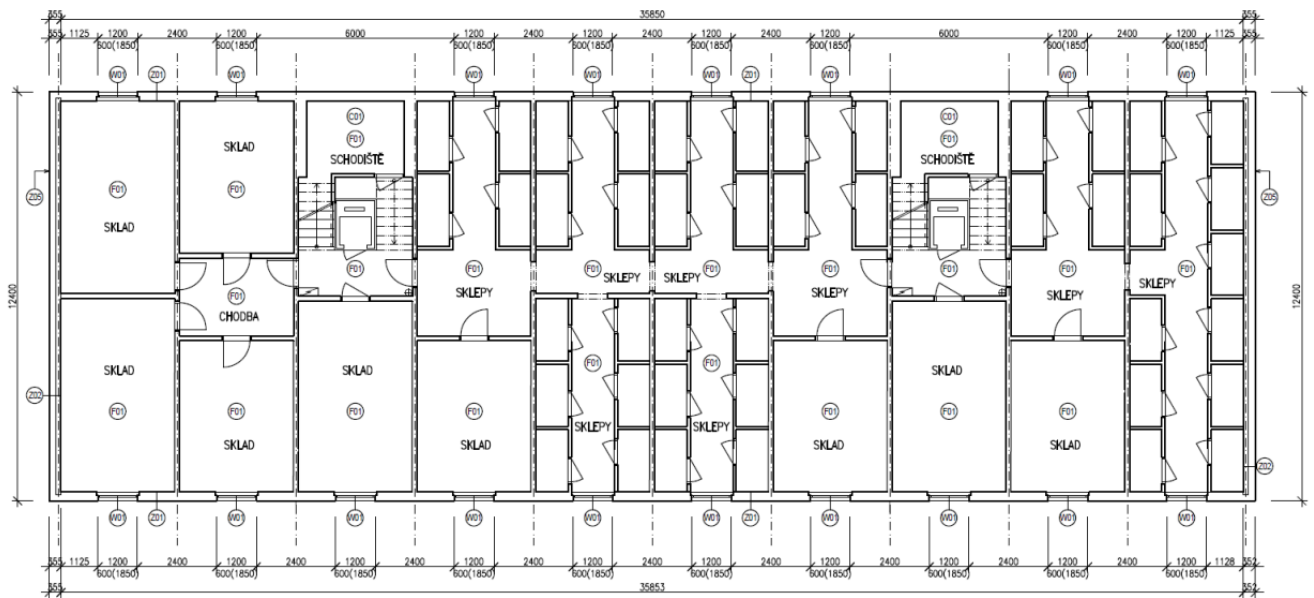 355 35850 355
355 1125 1200 2400 1200 6000 1200 2400 1200 2400 1200 2400 1200 6000 1200 2400 1200 1125 355
600(1850) 600(1850) 600(1850) 600(1850) 600(1850) 600(1850) 600(1850) 600(1850)
W01 Z01 W01 W01 W01 W01 Z01 W01 W01 W01
C01 C01
F01 F01
SKLAD SCHODIŠTĚ SCHODIŠTĚ
F01 F01
Z05 Z05
SKLAD
F01 F01 F01 F01 F01 F01 F01 F01
SKLEPY SKLEPY SKLEPY
F01 SKLEPY SKLEPY SKLEPY
12400 12400
CHODBA
F01 F01
SKLAD SKLAD SKLAD
Z02
F01 F01 F01 F01 F01 F01 F01
SKLEPY SKLEPY
SKLAD SKLAD SKLAD SKLAD
Z02
W01 Z01 W01 W01 W01 W01 W01 Z01 W01 W01 W01 W01
355 1125 1200 2400 1200 2400 1200 2400 1200 2400 1200 2400 1200 2400 1200 2400 1200 2400 1200 2400 1200 1128 352
600(1850) 600(1850) 600(1850) 600(1850) 600(1850) 600(1850) 600(1850) 600(1850) 600(1850) 600(1850)
355 35853 352